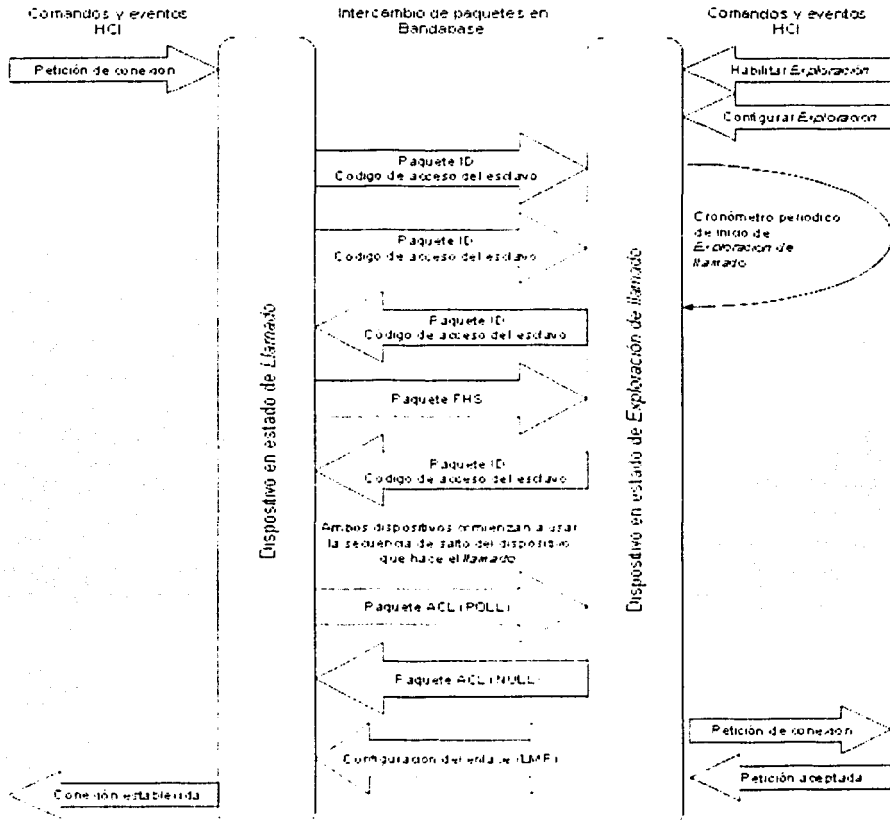 Comandos y eventos
HCI
Intercambio de paquetes en
Bandabase
Comandos y eventos
HCI
Petición de conexión
Habilitar Exploración
Configurar Exploración
Paquete ID
Código de acceso del esclavo
Cronómetro periódico
de inicio de
Exploración de
llamado
Paquete ID
Código de acceso del esclavo
Paquete ID
Código de acceso del esclavo
Dispositivo en estado de Llamado
Dispositivo en estado de Exploración de llamado
Paquete FHS
Paquete ID
Código de acceso del esclavo
Ambos dispositivos comienzan a usar
la secuencia de salto del dispositivo
que hace el llamado
Paquete ACL (POLL)
Paquete ACL (NULL)
Petición de conexión
Configuración del enlace (LMP)
Petición aceptada
Conexión establecida